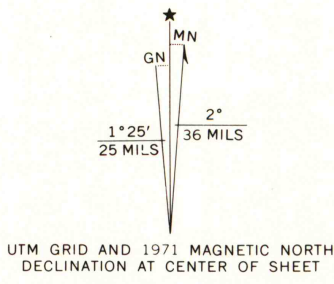 ★
MN
GN
1°25′
25 MILS
2°
36 MILS
UTM GRID AND 1971 MAGNETIC NORTH
DECLINATION AT CENTER OF SHEET